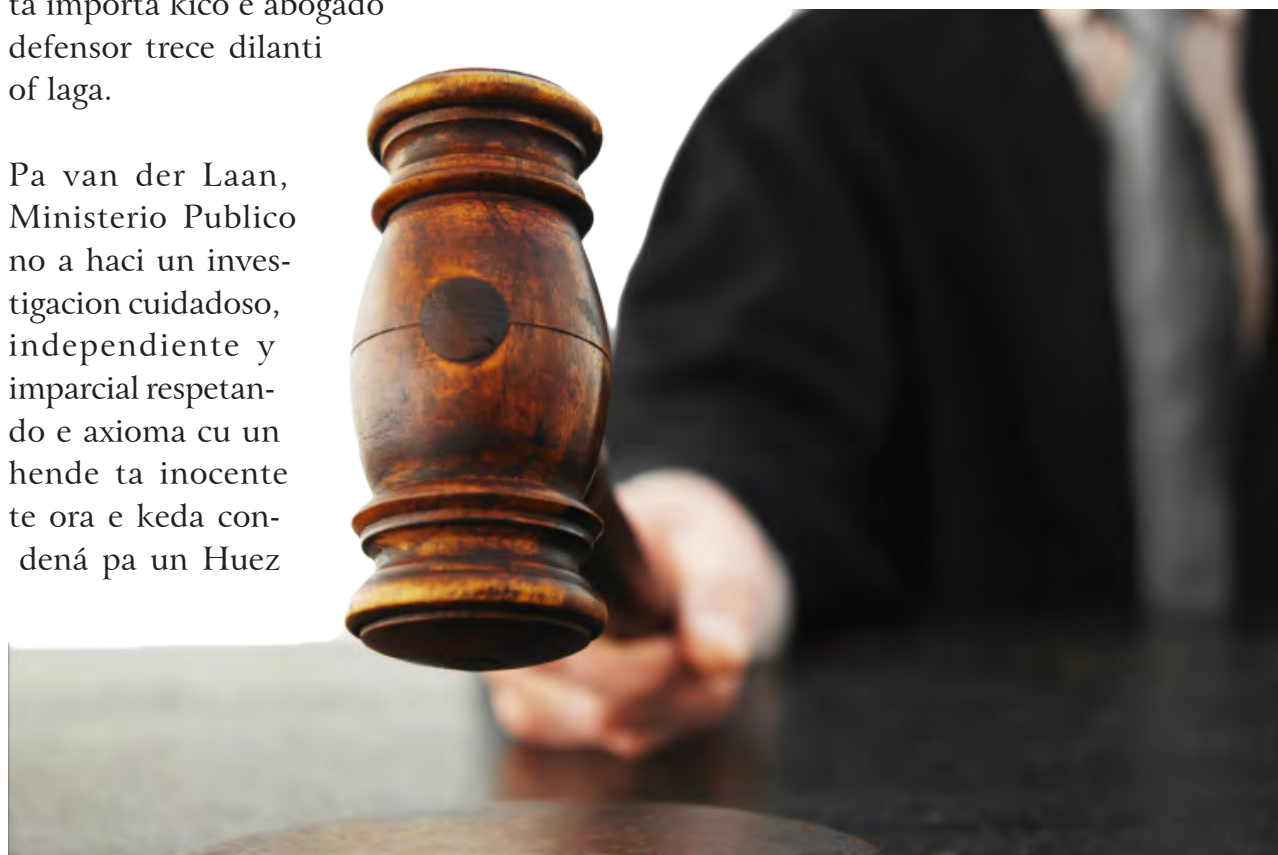 ta importa kico e abogado
defensor trece dilanti
of laga.
Pa van der Laan,
Ministerio Publico
no a haci un inves-
tigacion cuidadoso,
independiente y
imparcial respetan-
do e axioma cu un
hende ta inocente
te ora e keda con-
dená pa un Huez